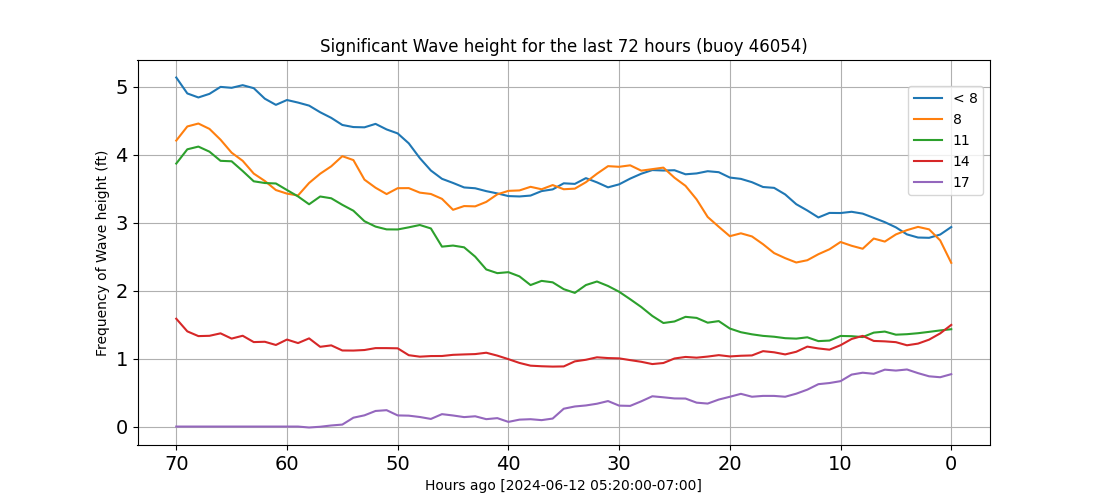 Significant Wave height for the last 72 hours (buoy 46054)
Frequency of Wave height (ft)
5
4
3
2
1
0
< 8
8
11
14
17
70 60 50 40 30 20 10 0
Hours ago [2024-06-12 05:20:00-07:00]